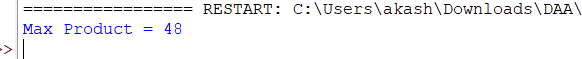 ================= RESTART: C:\Users\akash\Downloads\DAA\
Max Product = 48
>